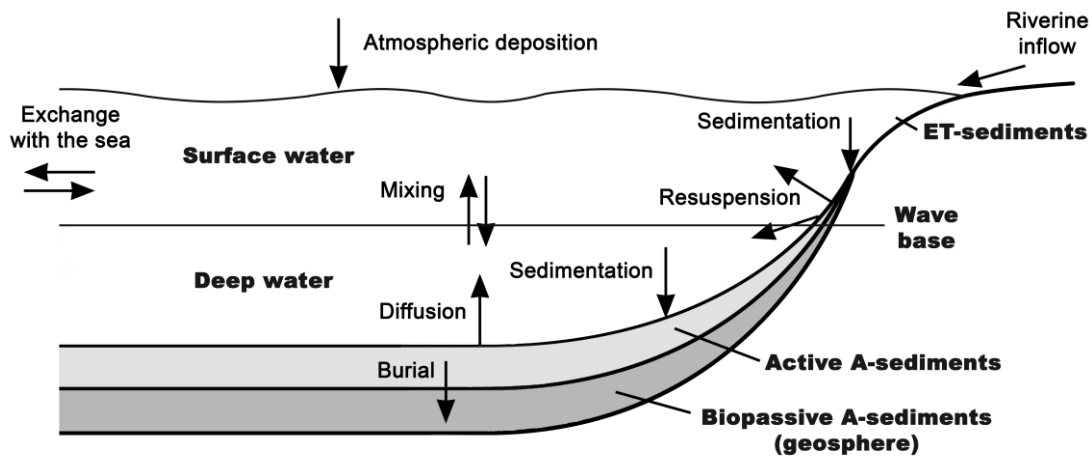 Atmospheric deposition
Riverine
inflow
Exchange
with the sea
Sedimentation
ET-sediments
Surface water
Mixing
Resuspension
Wave
base
Deep water
Sedimentation
Diffusion
Burial
Active A-sediments
Biopassive A-sediments
(geosphere)